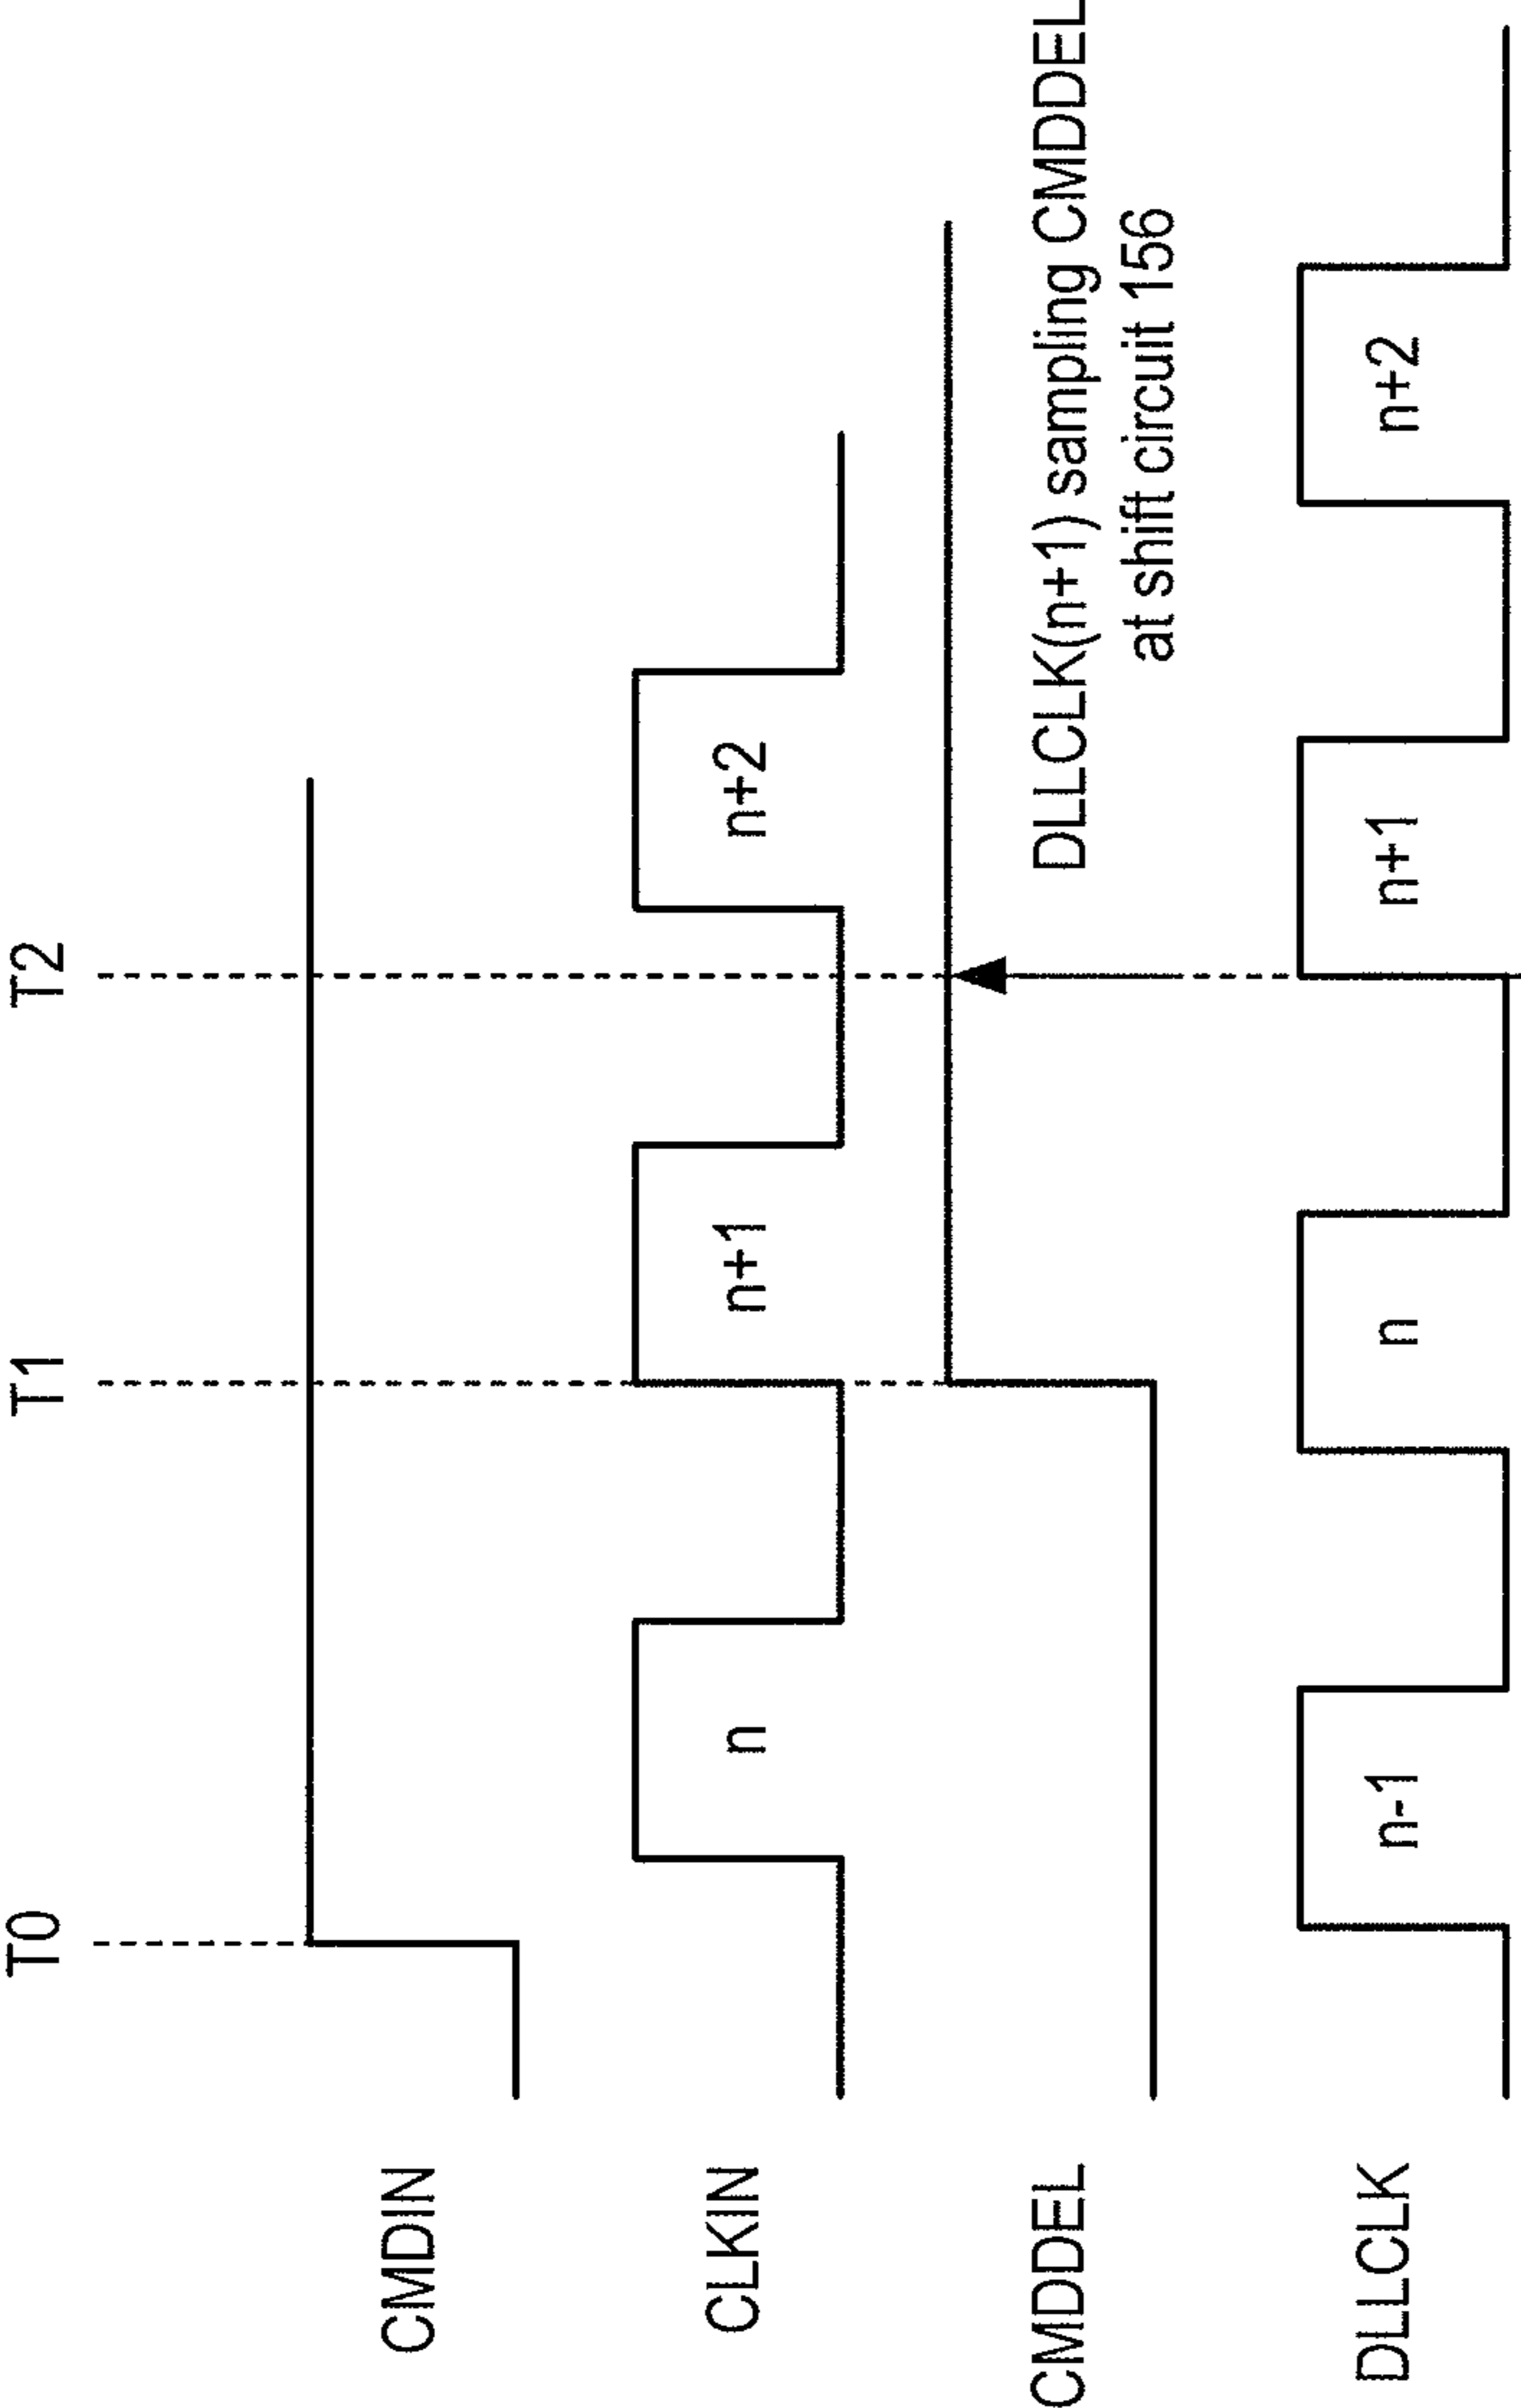 T0 T1 T2
CMDIN
CLKIN n n+1 n+2
CMDDEL
DLLCLK(n+1) sampling CMDDEL
at shift circuit 156
DLLCLK n-1 n n+1 n+2